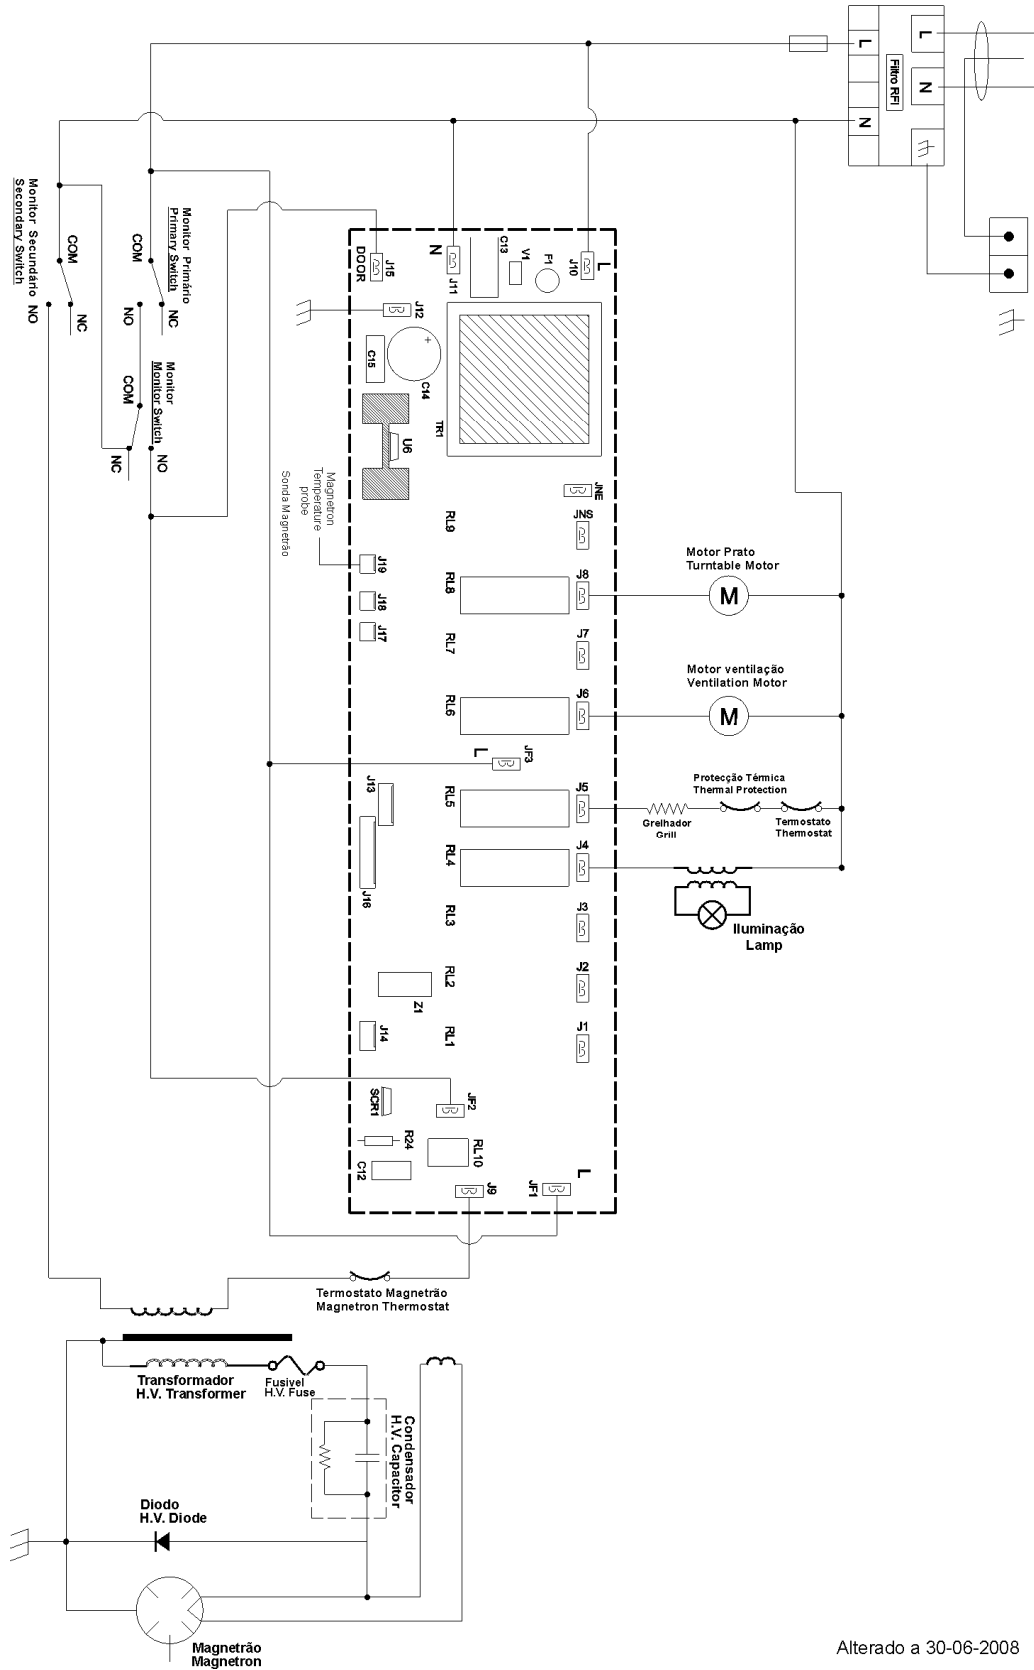 L
L
Filtro RFI
N
N
Monitor Secundário
Secondary Switch
COM
NO
NC
Monitor Primário
Primary Switch
COM
NO
NC
Monitor
Monitor Switch
COM
NO
NC
DOOR
J15
N
J11
C13
V1
F1
J10
L
J12
C15
+
C14
TR1
U6
Magnetron
Temperature
probe
Sonda Magnetrão
JNE
JNS
RL9
J19
J18
J17
RL8
J8
Motor Prato
Turntable Motor
M
RL7
J7
RL6
J6
Motor ventilação
Ventilation Motor
M
L
JF3
J13
RL5
J5
Grelhador
Grill
Protecção Térmica
Thermal Protection
Termostato
Thermostat
J16
RL4
J4
Iluminação
Lamp
RL3
J3
RL2
J2
Z1
J14
RL1
J1
SCR1
JF2
R24
C12
RL10
J9
JF1
L
Termostato Magnetrão
Magnetron Thermostat
Transformador
H.V. Transformer
Fusivel
H.V. Fuse
Condensador
H.V. Capacitor
Diodo
H.V. Diode
Magnetrão
Magnetron
Alterado a 30-06-2008